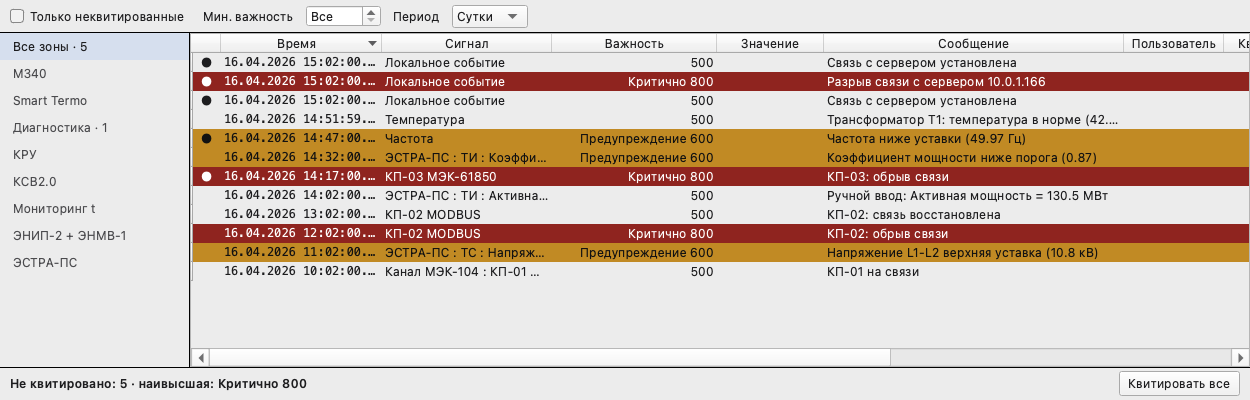 Только неквитированные Мин. важность Все Период Сутки
Все зоны · 5
М340
Smart Termo
Диагностика · 1
КРУ
КСВ2.0
Мониторинг t
ЭНИП-2 + ЭНМВ-1
ЭСТРА-ПС
Время Сигнал Важность Значение Сообщение Пользователь Кв
16.04.2026 15:02:00.… Локальное событие 500 Связь с сервером установлена
16.04.2026 15:02:00.… Локальное событие Критично 800 Разрыв связи с сервером 10.0.1.166
16.04.2026 15:02:00.… Локальное событие 500 Связь с сервером установлена
16.04.2026 14:51:59.… Температура 500 Трансформатор Т1: температура в норме (42.…
16.04.2026 14:47:00.… Частота Предупреждение 600 Частота ниже уставки (49.97 Гц)
16.04.2026 14:32:00.… ЭСТРА-ПС : ТИ : Коэффи… Предупреждение 600 Коэффициент мощности ниже порога (0.87)
16.04.2026 14:17:00.… КП-03 МЭК-61850 Критично 800 КП-03: обрыв связи
16.04.2026 14:02:00.… ЭСТРА-ПС : ТИ : Активна… 500 Ручной ввод: Активная мощность = 130.5 МВт
16.04.2026 13:02:00.… КП-02 MODBUS 500 КП-02: связь восстановлена
16.04.2026 12:02:00.… КП-02 MODBUS Критично 800 КП-02: обрыв связи
16.04.2026 11:02:00.… ЭСТРА-ПС : ТС : Напряж… Предупреждение 600 Напряжение L1-L2 верхняя уставка (10.8 кВ)
16.04.2026 10:02:00.… Канал МЭК-104 : КП-01 … 500 КП-01 на связи
Не квитировано: 5 · наивысшая: Критично 800 Квитировать все